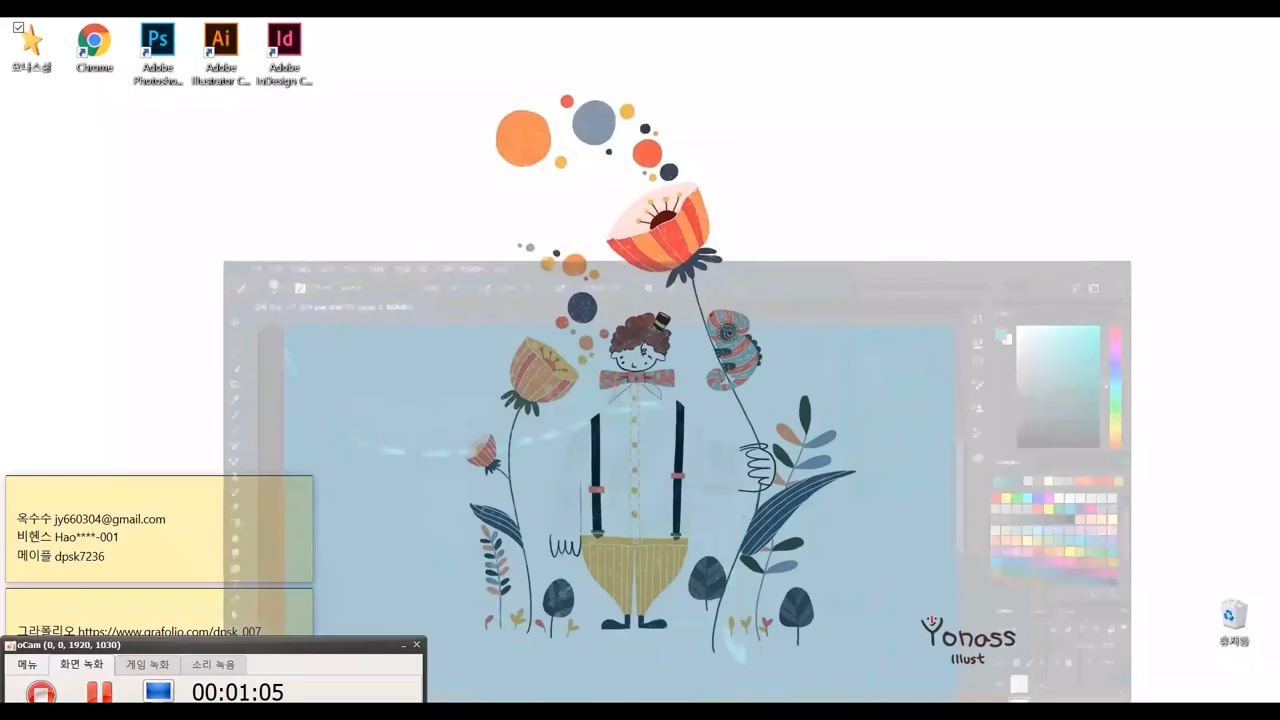 요나스쌤
Chrome
Adobe Photosho...
Adobe Illustrator C...
Adobe InDesign C...
옥수수 jy660304@gmail.com
비헨스 Hao****-001
메이플 dpsk7236
그라폴리오 https://www.grafolio.com/dpsk_007
oCam (0, 0, 1920, 1030)
메뉴
화면 녹화
게임 녹화
소리 녹음
00:01:05
Yonass
Illust
휴지통